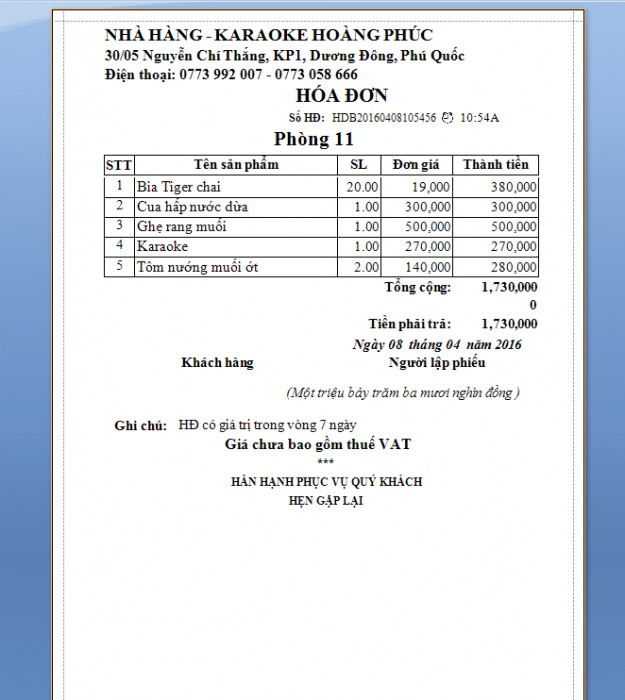 NHÀ HÀNG - KARAOKE HOÀNG PHÚC
30/05 Nguyễn Chí Thắng, KP1, Dương Đông, Phú Quốc
Điện thoại: 0773 992 007 - 0773 058 666
HÓA ĐƠN
Số HĐ: HDB20160408105456 10:54A
Phòng 11
STT Tên sản phẩm SL Đơn giá Thành tiền
1 Bia Tiger chai 20.00 19,000 380,000
2 Cua hấp nước dừa 1.00 300,000 300,000
3 Ghẹ rang muối 1.00 500,000 500,000
4 Karaoke 1.00 270,000 270,000
5 Tôm nướng muối ớt 2.00 140,000 280,000
Tổng cộng: 1,730,000
0
Tiền phải trả: 1,730,000
Ngày 08 tháng 04 năm 2016
Khách hàng Người lập phiếu
(Một triệu bảy trăm ba mươi nghìn đồng )
Ghi chú: HĐ có giá trị trong vòng 7 ngày
Giá chưa bao gồm thuế VAT
***
HÂN HẠNH PHỤC VỤ QUÝ KHÁCH
HẸN GẶP LẠI